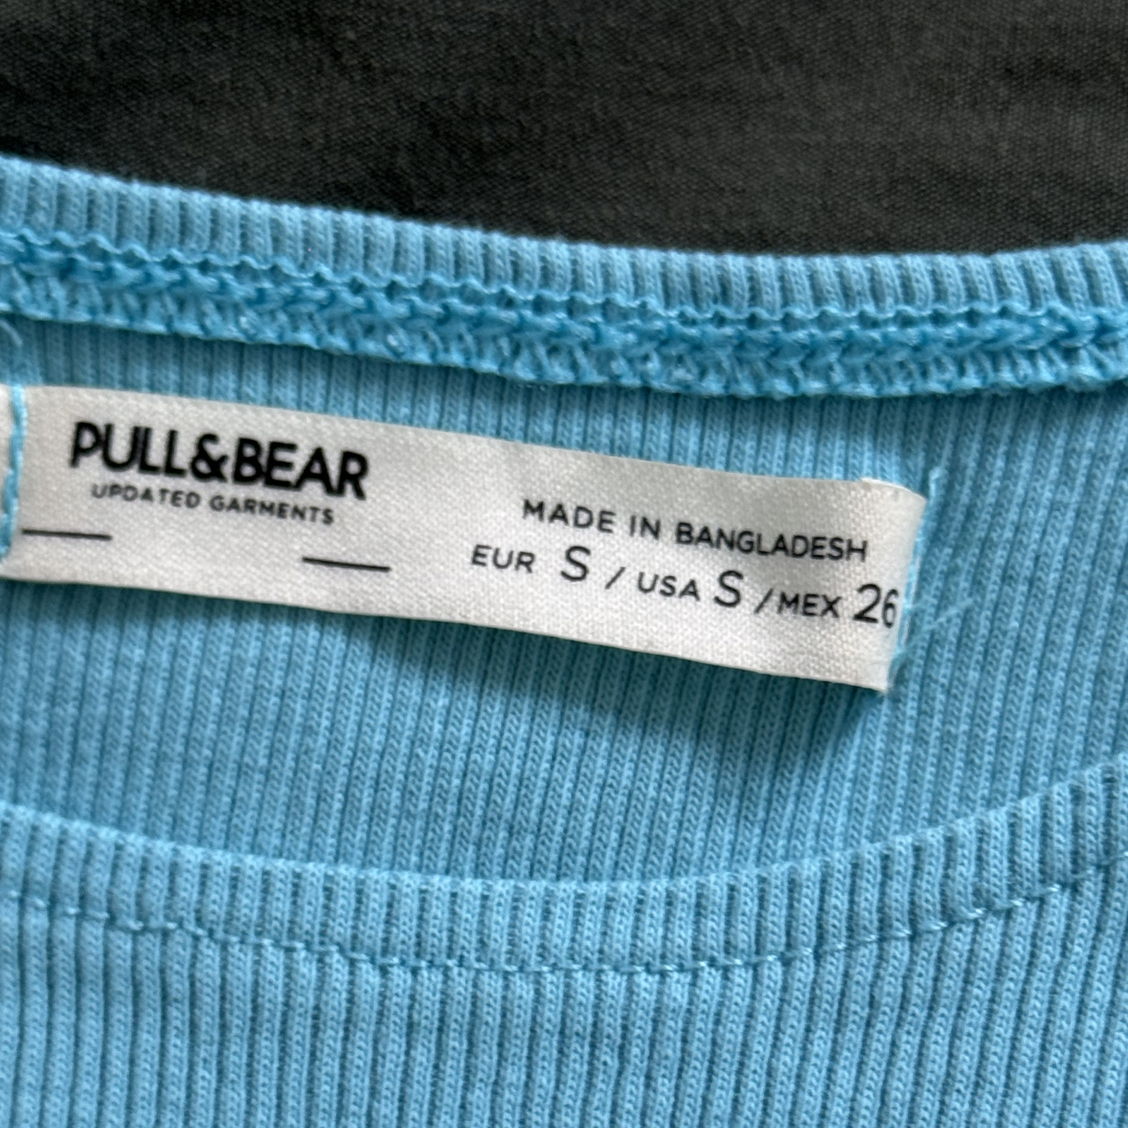 PULL&BEAR
UPDATED GARMENTS
MADE IN BANGLADESH
EUR S / USA S / MEX 26